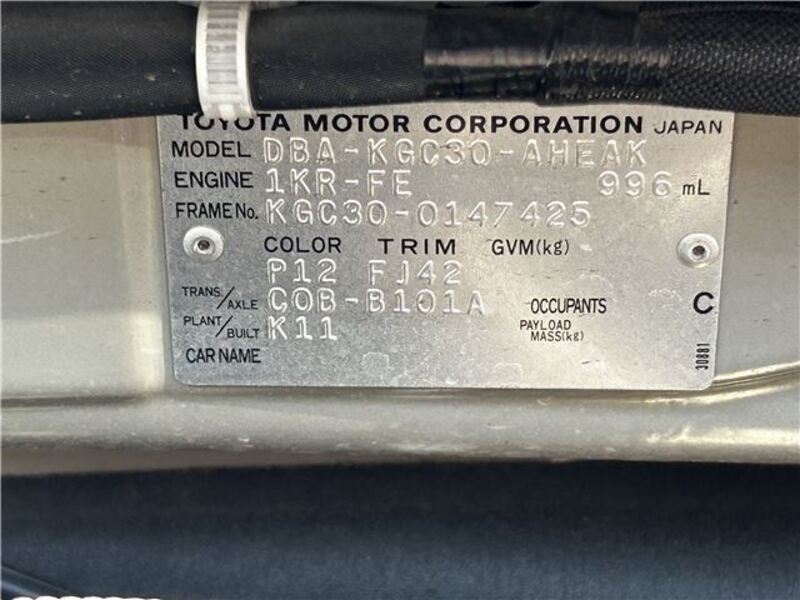 TOYOTA MOTOR CORPORATION JAPAN
MODEL DBA-KGC30-AHEAK
ENGINE 1KR-FE 996 mL
FRAME No. KGC30-0147425
COLOR TRIM GVM(kg)
P12 FJ42
TRANS./AXLE C0B-B101A OCCUPANTS C
PLANT/BUILT K11 PAYLOAD MASS(kg)
CAR NAME
30881